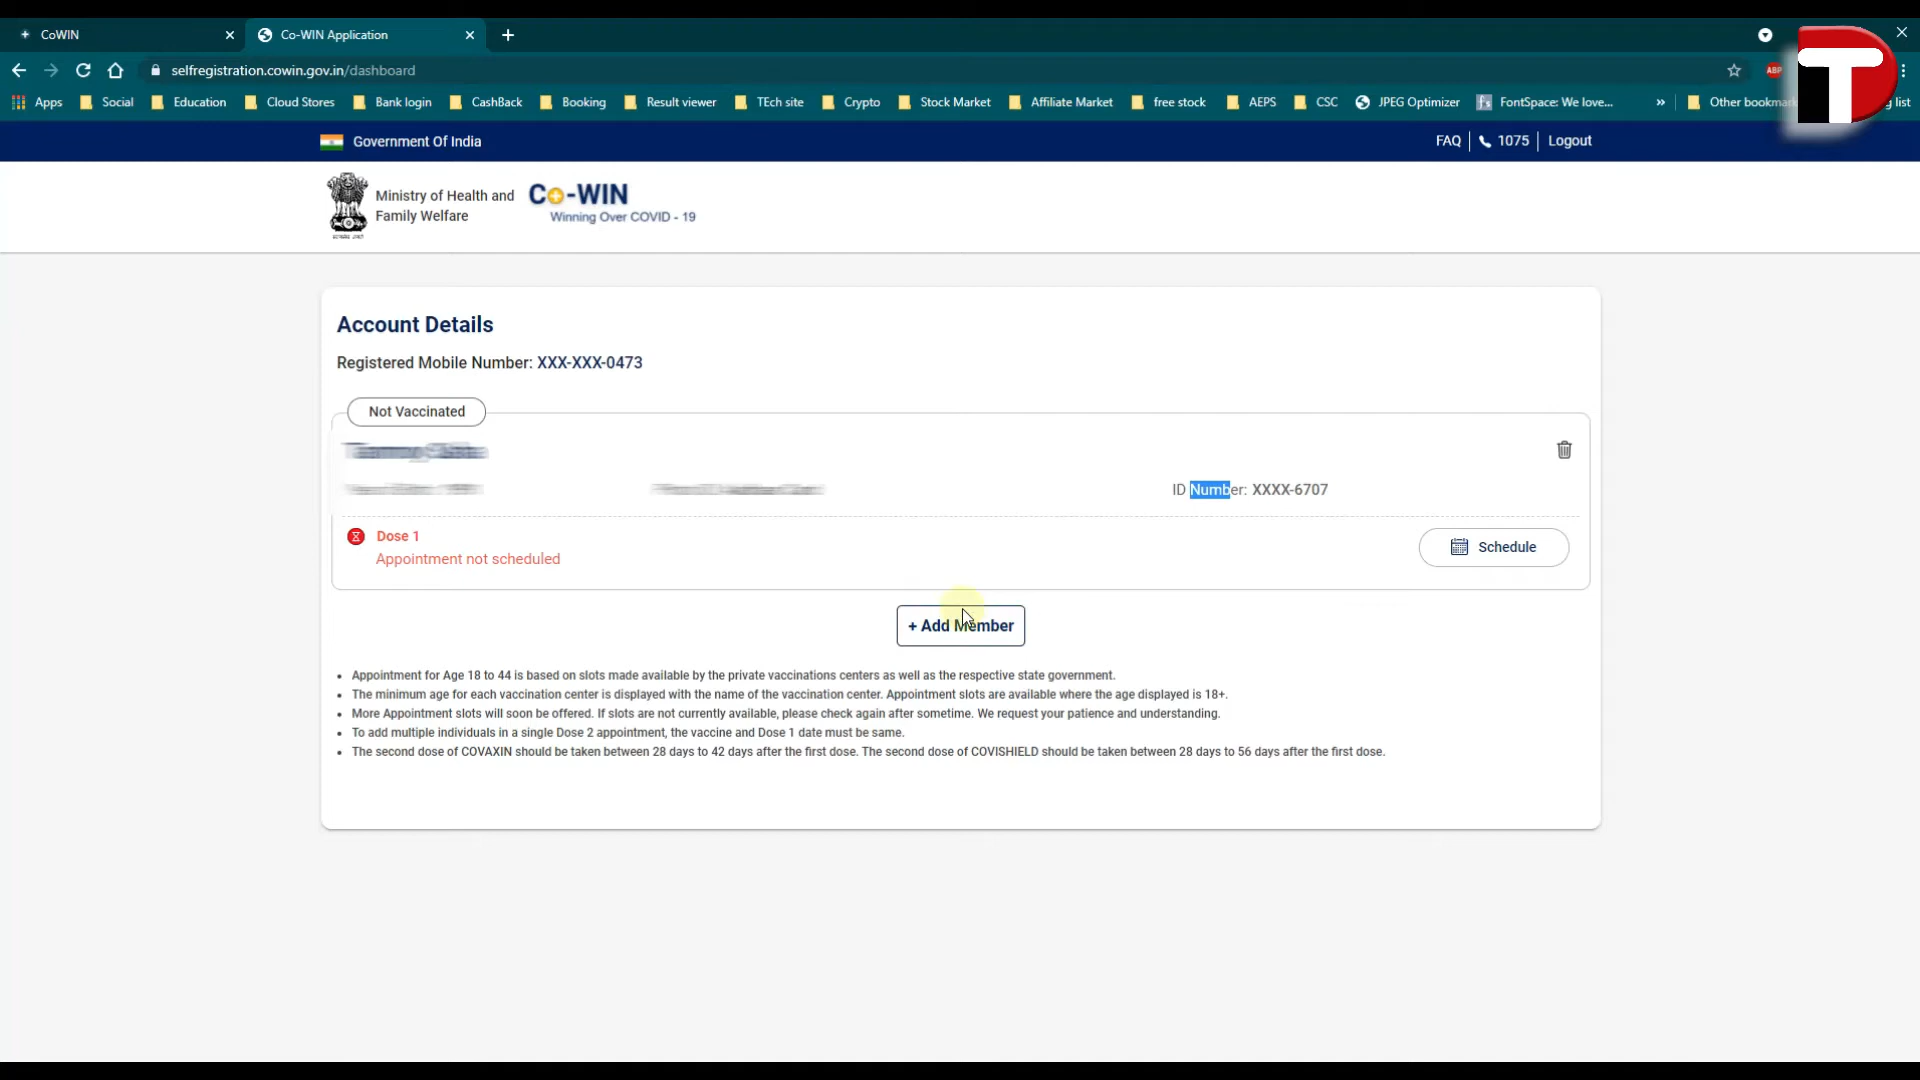 CoWIN
Co-WIN Application
selfregistration.cowin.gov.in/dashboard
ABP
Apps Social Education Cloud Stores Bank login CashBack Booking Result viewer TEch site Crypto Stock Market Affiliate Market free stock AEPS CSC JPEG Optimizer FontSpace: We love... » Other bookmark list
Government Of India
FAQ 1075 Logout
Ministry of Health and
Family Welfare
Co-WIN
Winning Over COVID - 19
Account Details
Registered Mobile Number: XXX-XXX-0473
Not Vaccinated
ID Number: XXXX-6707
Dose 1
Appointment not scheduled
Schedule
+ Add Member
• Appointment for Age 18 to 44 is based on slots made available by the private vaccinations centers as well as the respective state government.
• The minimum age for each vaccination center is displayed with the name of the vaccination center. Appointment slots are available where the age displayed is 18+.
• More Appointment slots will soon be offered. If slots are not currently available, please check again after sometime. We request your patience and understanding.
• To add multiple individuals in a single Dose 2 appointment, the vaccine and Dose 1 date must be same.
• The second dose of COVAXIN should be taken between 28 days to 42 days after the first dose. The second dose of COVISHIELD should be taken between 28 days to 56 days after the first dose.